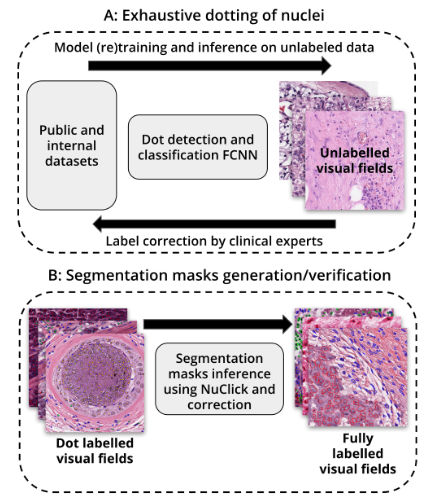 A: Exhaustive dotting of nuclei
Model (re)training and inference on unlabeled data
Public and
internal
datasets
Dot detection and
classification FCNN
Unlabelled
visual fields
Label correction by clinical experts
B: Segmentation masks generation/verification
Segmentation
masks inference
using NuClick and
correction
Dot labelled
visual fields
Fully
labelled
visual fields